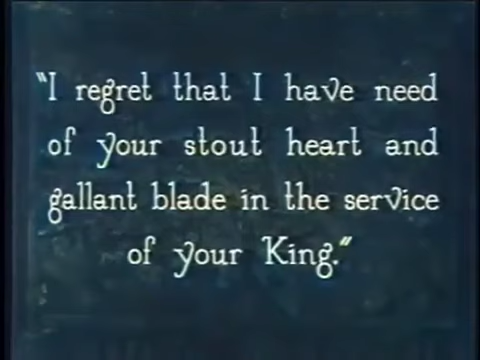 "I regret that I have need
of your stout heart and
gallant blade in the service
of your King."